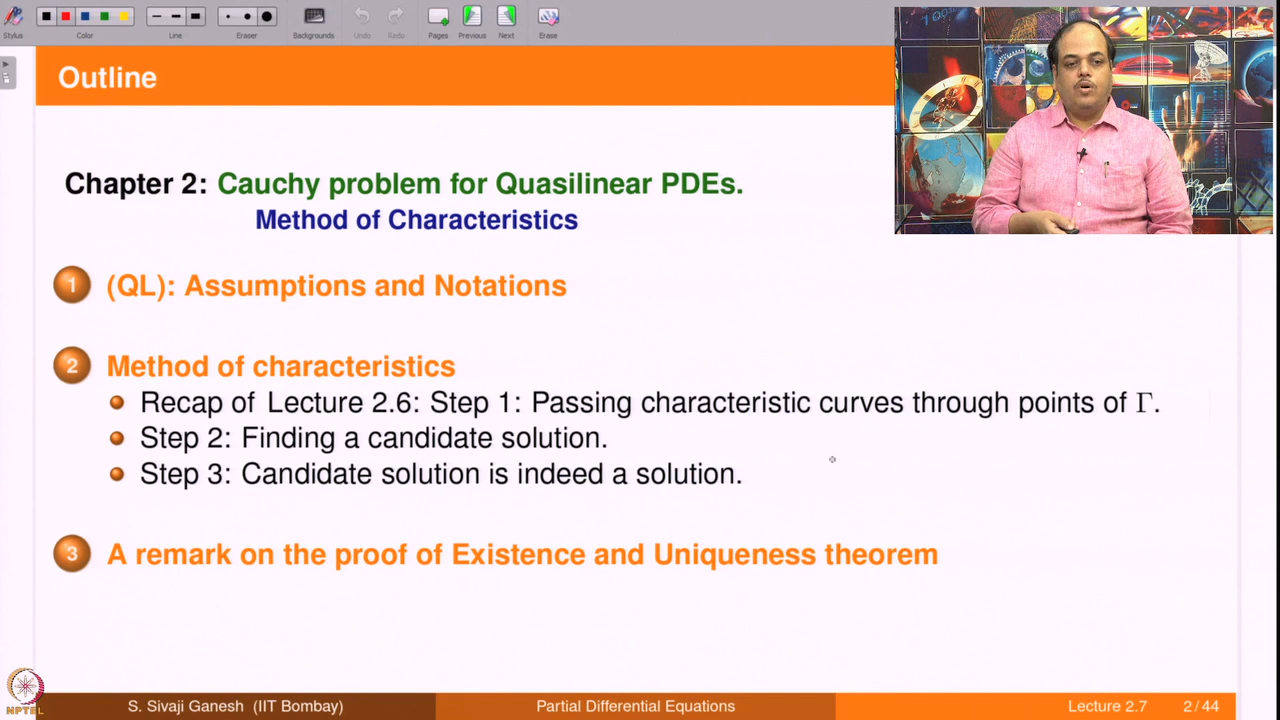 Stylus
Color
Line
Eraser
Backgrounds
Undo
Redo
Pages
Previous
Next
Erase
Outline
Chapter 2: Cauchy problem for Quasilinear PDEs.
Method of Characteristics
1 (QL): Assumptions and Notations
2 Method of characteristics
Recap of Lecture 2.6: Step 1: Passing characteristic curves through points of Γ.
Step 2: Finding a candidate solution.
Step 3: Candidate solution is indeed a solution.
3 A remark on the proof of Existence and Uniqueness theorem
NPTEL
S. Sivaji Ganesh (IIT Bombay) Partial Differential Equations Lecture 2.7 2 / 44